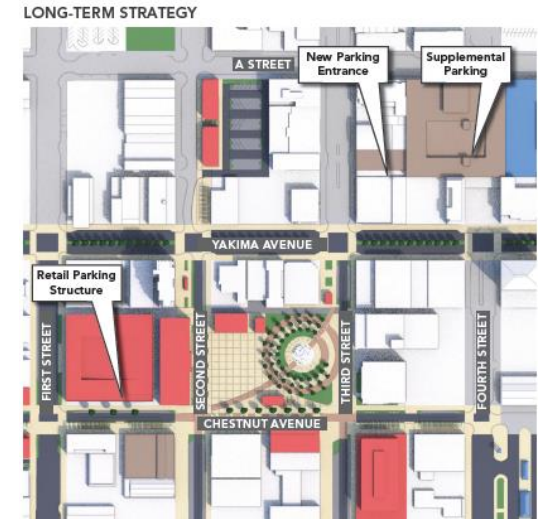 LONG-TERM STRATEGY
A STREET
New Parking
Entrance
Supplemental
Parking
YAKIMA AVENUE
Retail Parking
Structure
FIRST STREET
SECOND STREET
THIRD STREET
FOURTH STREET
CHESTNUT AVENUE